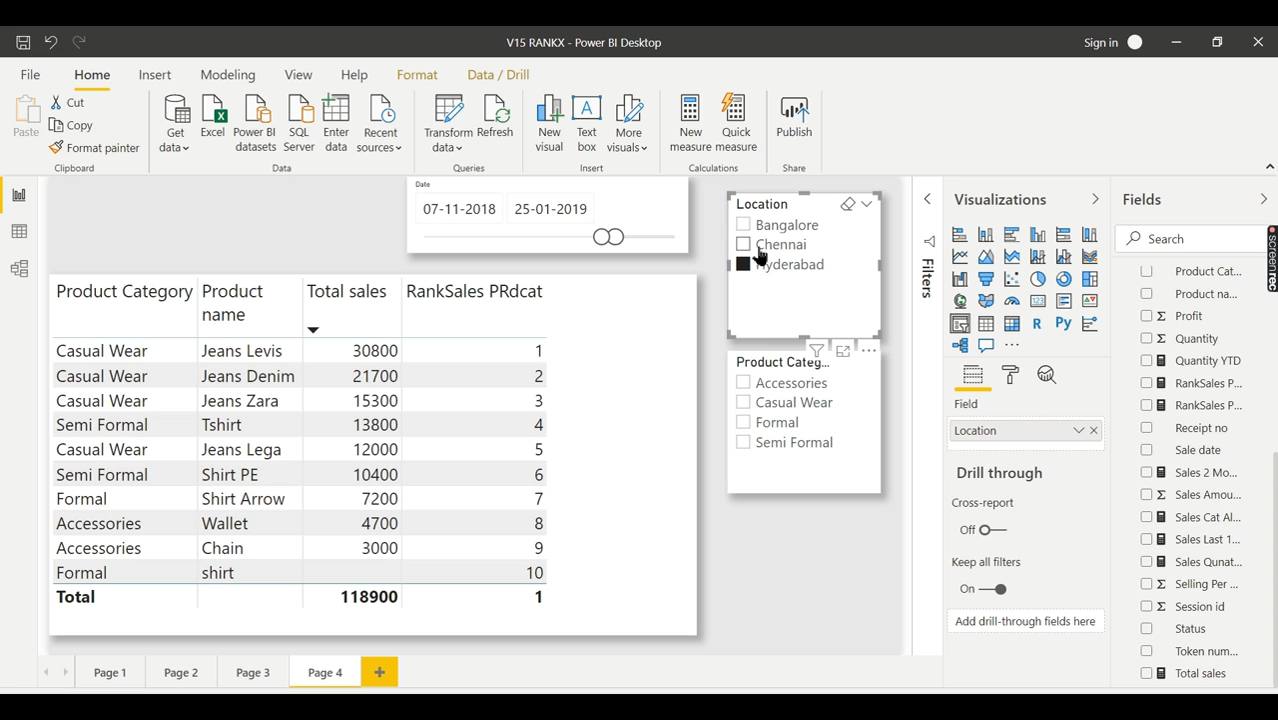 V15 RANKX - Power BI Desktop
Sign in
File Home Insert Modeling View Help Format Data / Drill
Paste
Cut
Copy
Format painter
Clipboard
Get data
Excel
Power BI datasets
SQL Server
Enter data
Recent sources
Data
Transform data
Refresh
Queries
New visual
Text box
More visuals
Insert
New measure
Quick measure
Calculations
Publish
Share
Date
07-11-2018 25-01-2019
Product Category Product name Total sales RankSales PRdcat
Casual Wear Jeans Levis 30800 1
Casual Wear Jeans Denim 21700 2
Casual Wear Jeans Zara 15300 3
Semi Formal Tshirt 13800 4
Casual Wear Jeans Lega 12000 5
Semi Formal Shirt PE 10400 6
Formal Shirt Arrow 7200 7
Accessories Wallet 4700 8
Accessories Chain 3000 9
Formal shirt 10
Total 118900 1
Location
Bangalore
Chennai
Hyderabad
Product Categ...
Accessories
Casual Wear
Formal
Semi Formal
Filters
Visualizations
R Py
Field
Location
Drill through
Cross-report
Off
Keep all filters
On
Add drill-through fields here
Fields
Search
Product Cat...
Product na...
Σ Profit
Σ Quantity
Quantity YTD
RankSales P...
RankSales P...
Receipt no
Sale date
Sales 2 Mo...
Σ Sales Amou...
Sales Cat Al...
Sales Last 1...
Sales Qunat...
Σ Selling Per ...
Σ Session id
Status
Token num...
Total sales
screenrec
Page 1 Page 2 Page 3 Page 4